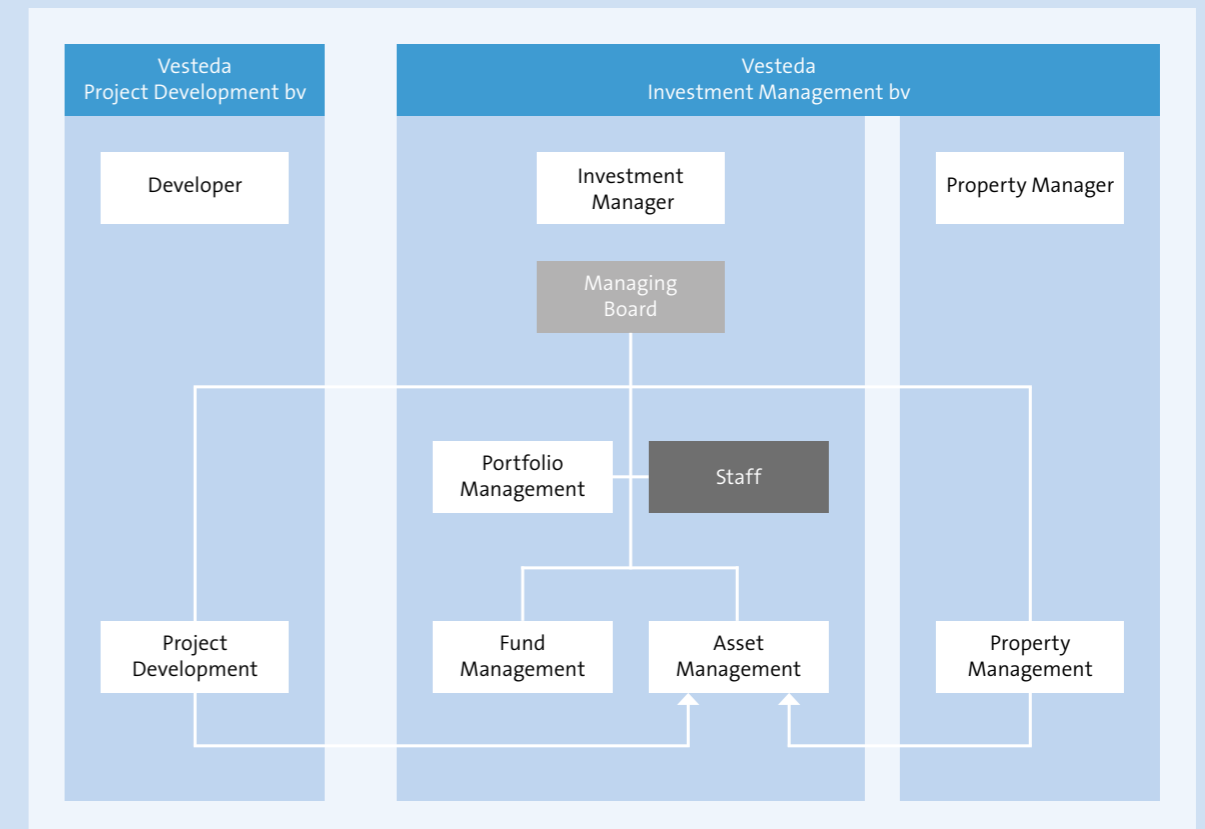 Vesteda
Project Development bv
Vesteda
Investment Management bv
Developer
Investment
Manager
Property Manager
Managing
Board
Portfolio
Management
Staff
Project
Development
Fund
Management
Asset
Management
Property
Management